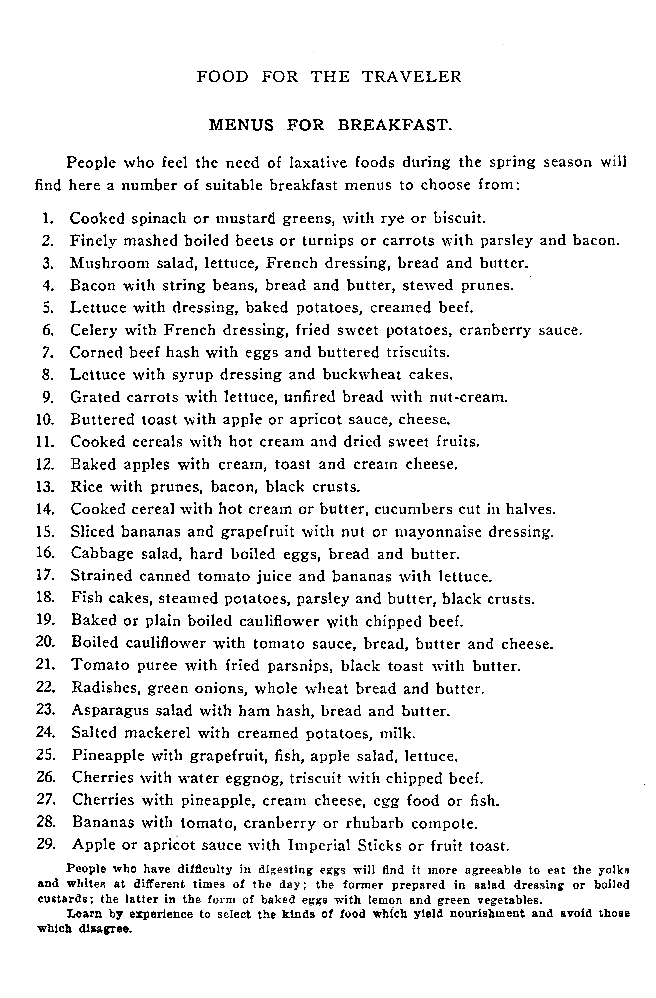 FOOD FOR THE TRAVELER
MENUS FOR BREAKFAST.
People who feel the need of laxative foods during the spring season will
find here a number of suitable breakfast menus to choose from:
1. Cooked spinach or mustard greens, with rye or biscuit.
2. Finely mashed boiled beets or turnips or carrots with parsley and bacon.
3. Mushroom salad, lettuce, French dressing, bread and butter.
4. Bacon with string beans, bread and butter, stewed prunes.
5. Lettuce with dressing, baked potatoes, creamed beef.
6. Celery with French dressing, fried sweet potatoes, cranberry sauce.
7. Corned beef hash with eggs and buttered triscuits.
8. Lettuce with syrup dressing and buckwheat cakes.
9. Grated carrots with lettuce, unfired bread with nut-cream.
10. Buttered toast with apple or apricot sauce, cheese.
11. Cooked cereals with hot cream and dried sweet fruits.
12. Baked apples with cream, toast and cream cheese.
13. Rice with prunes, bacon, black crusts.
14. Cooked cereal with hot cream or butter, cucumbers cut in halves.
15. Sliced bananas and grapefruit with nut or mayonnaise dressing.
16. Cabbage salad, hard boiled eggs, bread and butter.
17. Strained canned tomato juice and bananas with lettuce.
18. Fish cakes, steamed potatoes, parsley and butter, black crusts.
19. Baked or plain boiled cauliflower with chipped beef.
20. Boiled cauliflower with tomato sauce, bread, butter and cheese.
21. Tomato puree with fried parsnips, black toast with butter.
22. Radishes, green onions, whole wheat bread and butter.
23. Asparagus salad with ham hash, bread and butter.
24. Salted mackerel with creamed potatoes, milk.
25. Pineapple with grapefruit, fish, apple salad, lettuce.
26. Cherries with water eggnog, triscuit with chipped beef.
27. Cherries with pineapple, cream cheese, egg food or fish.
28. Bananas with tomato, cranberry or rhubarb compote.
29. Apple or apricot sauce with Imperial Sticks or fruit toast.
People who have difficulty in digesting eggs will find it more agreeable to eat the yolks
and whites at different times of the day; the former prepared in salad dressing or boiled
custards; the latter in the form of baked eggs with lemon and green vegetables.
Learn by experience to select the kinds of food which yield nourishment and avoid those
which disagree.